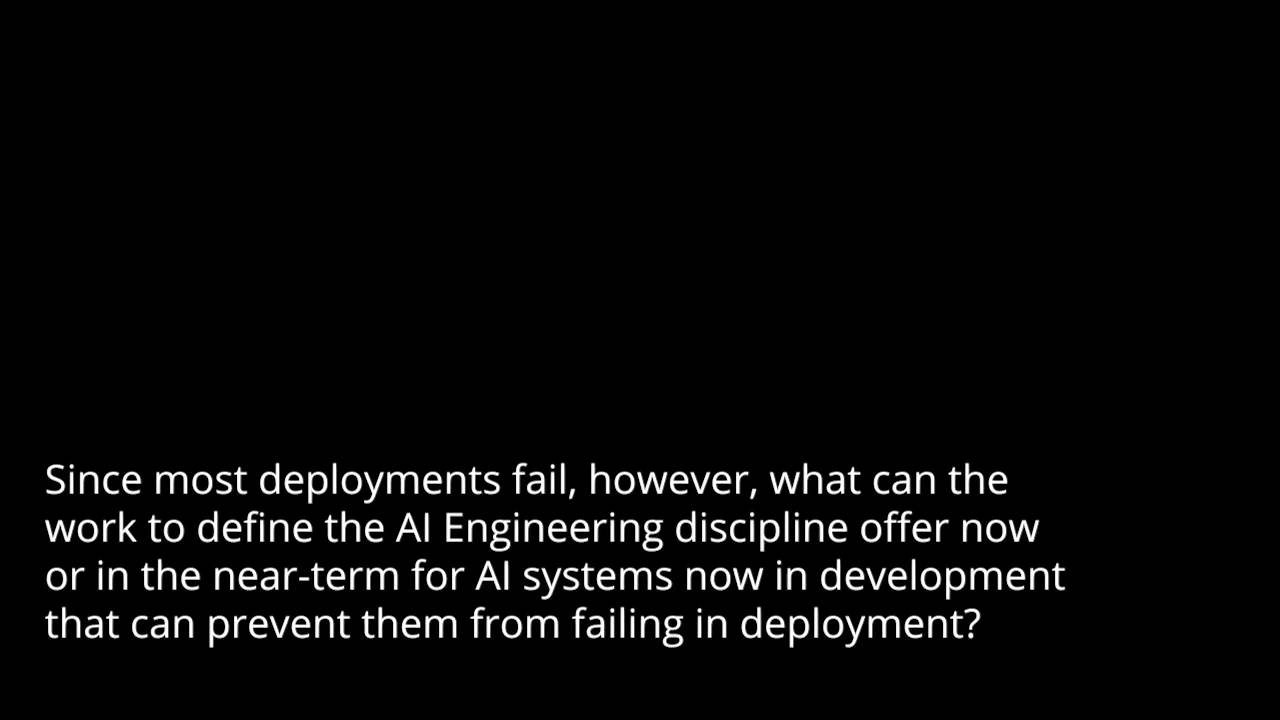 Since most deployments fail, however, what can the
work to define the AI Engineering discipline offer now
or in the near-term for AI systems now in development
that can prevent them from failing in deployment?